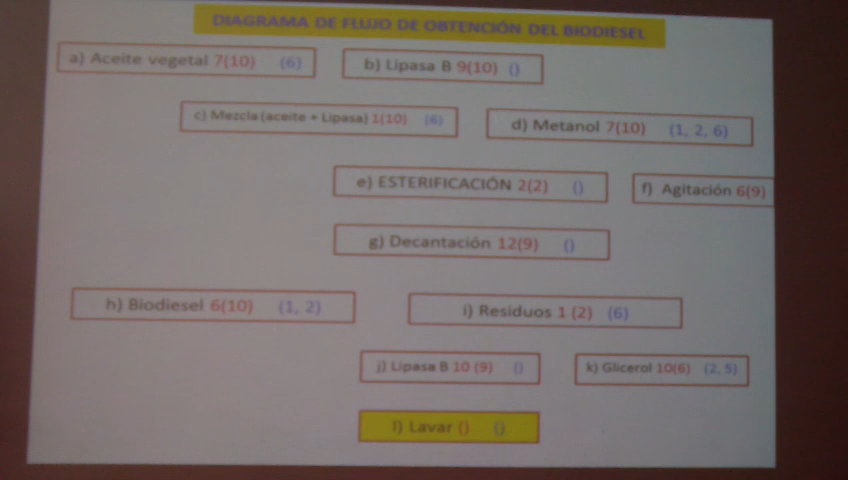 DIAGRAMA DE FLUJO DE OBTENCIÓN DEL BIODIESEL
a) Aceite vegetal 7(10) (6)
b) Lipasa B 9(10) ()
c) Mezcla (aceite + Lipasa) 1(10) (6)
d) Metanol 7(10) (1, 2, 6)
e) ESTERIFICACIÓN 2(2) ()
f) Agitación 6(9)
g) Decantación 12(9) ()
h) Biodiesel 6(10) (1, 2)
i) Residuos 1 (2) (6)
j) Lipasa B 10 (9) ()
k) Glicerol 10(6) (2, 5)
l) Lavar () ()